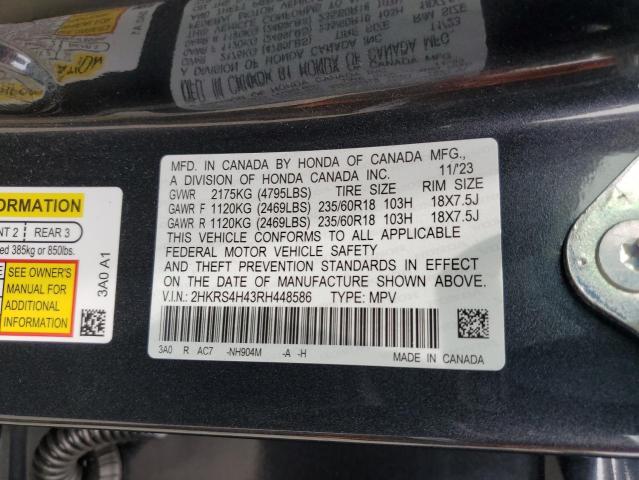 ORMATION
NT 2 REAR 3
ed 385kg or 850lbs.
SEE OWNER'S
MANUAL FOR
ADDITIONAL
INFORMATION
3A0 A1
MFD. IN CANADA BY HONDA OF CANADA MFG.,
A DIVISION OF HONDA CANADA INC. 11/23
GVWR 2175KG (4795LBS) TIRE SIZE RIM SIZE
GAWR F 1120KG (2469LBS) 235/60R18 103H 18X7.5J
GAWR R 1120KG (2469LBS) 235/60R18 103H 18X7.5J
THIS VEHICLE CONFORMS TO ALL APPLICABLE
FEDERAL MOTOR VEHICLE SAFETY
AND THEFT PREVENTION STANDARDS IN EFFECT
ON THE DATE OF MANUFACTURE SHOWN ABOVE.
V.I.N.: 2HKRS4H43RH448586 TYPE: MPV
3A0 R AC7 -NH904M -A -H MADE IN CANADA